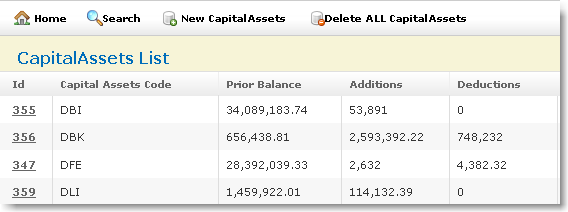 Home Search New CapitalAssets Delete ALL CapitalAssets
CapitalAssets List
Id Capital Assets Code Prior Balance Additions Deductions
355 DBI 34,089,183.74 53,891 0
356 DBK 656,438.81 2,593,392.22 748,232
347 DFE 28,392,039.33 2,632 4,382.32
359 DLI 1,459,922.01 114,132.39 0